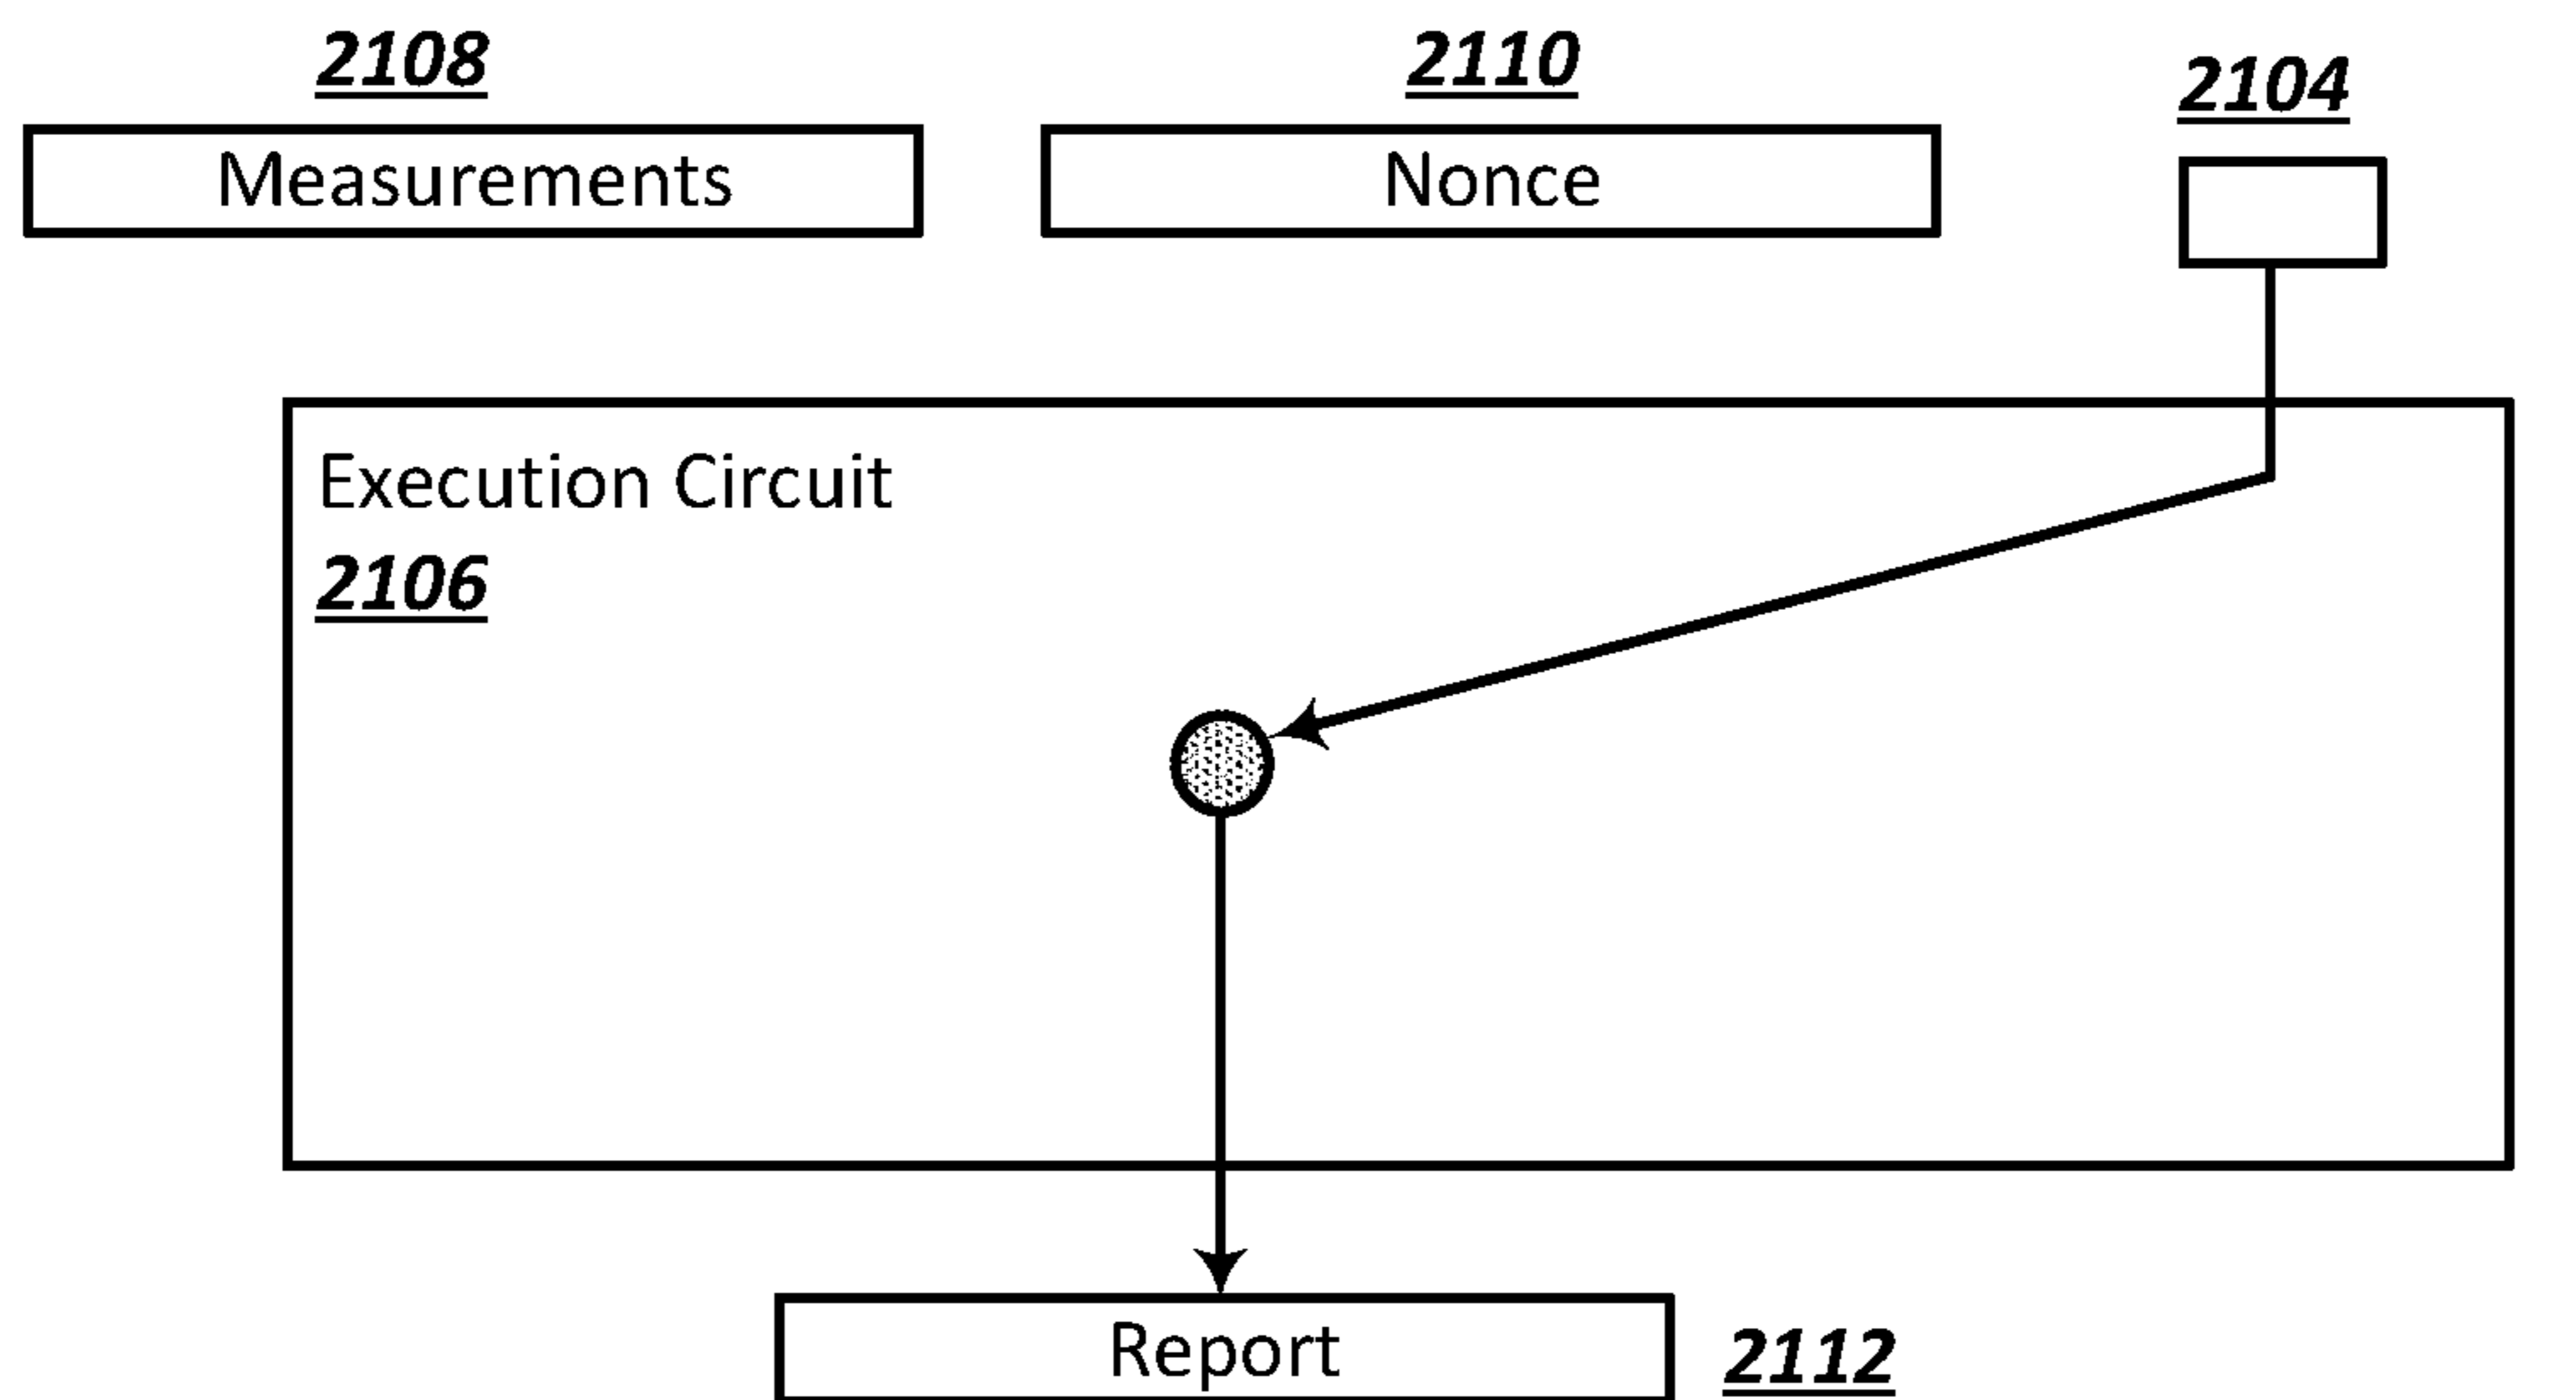 2108
2110
2104
Measurements
Nonce
Execution Circuit
2106
Report
2112